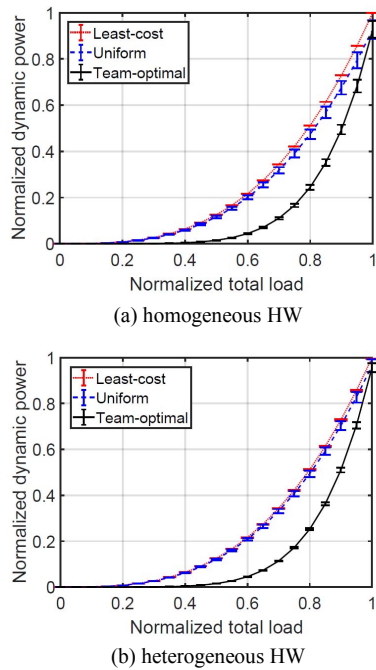 Normalized dynamic power
1
0.8
0.6
0.4
0.2
0
Least-cost
Uniform
Team-optimal
0 0.2 0.4 0.6 0.8 1
Normalized total load
(a) homogeneous HW
Normalized dynamic power
1
0.8
0.6
0.4
0.2
0
Least-cost
Uniform
Team-optimal
0 0.2 0.4 0.6 0.8 1
Normalized total load
(b) heterogeneous HW